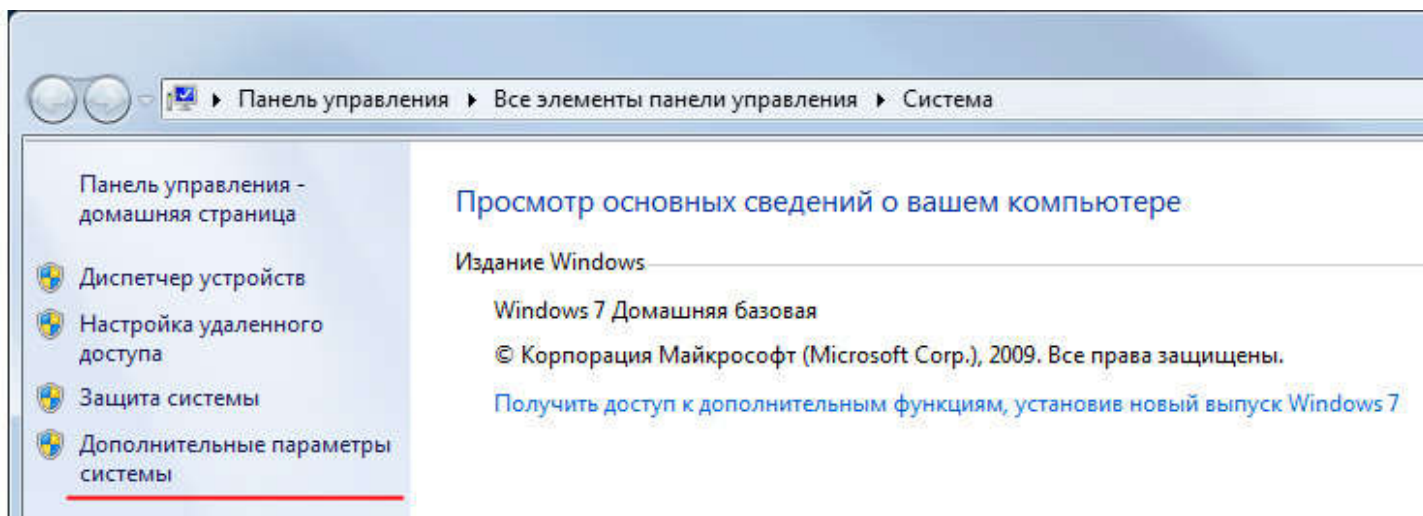 Панель управления ▸ Все элементы панели управления ▸ Система
Панель управления -
домашняя страница
Диспетчер устройств
Настройка удаленного
доступа
Защита системы
Дополнительные параметры
системы
Просмотр основных сведений о вашем компьютере
Издание Windows
Windows 7 Домашняя базовая
© Корпорация Майкрософт (Microsoft Corp.), 2009. Все права защищены.
Получить доступ к дополнительным функциям, установив новый выпуск Windows 7